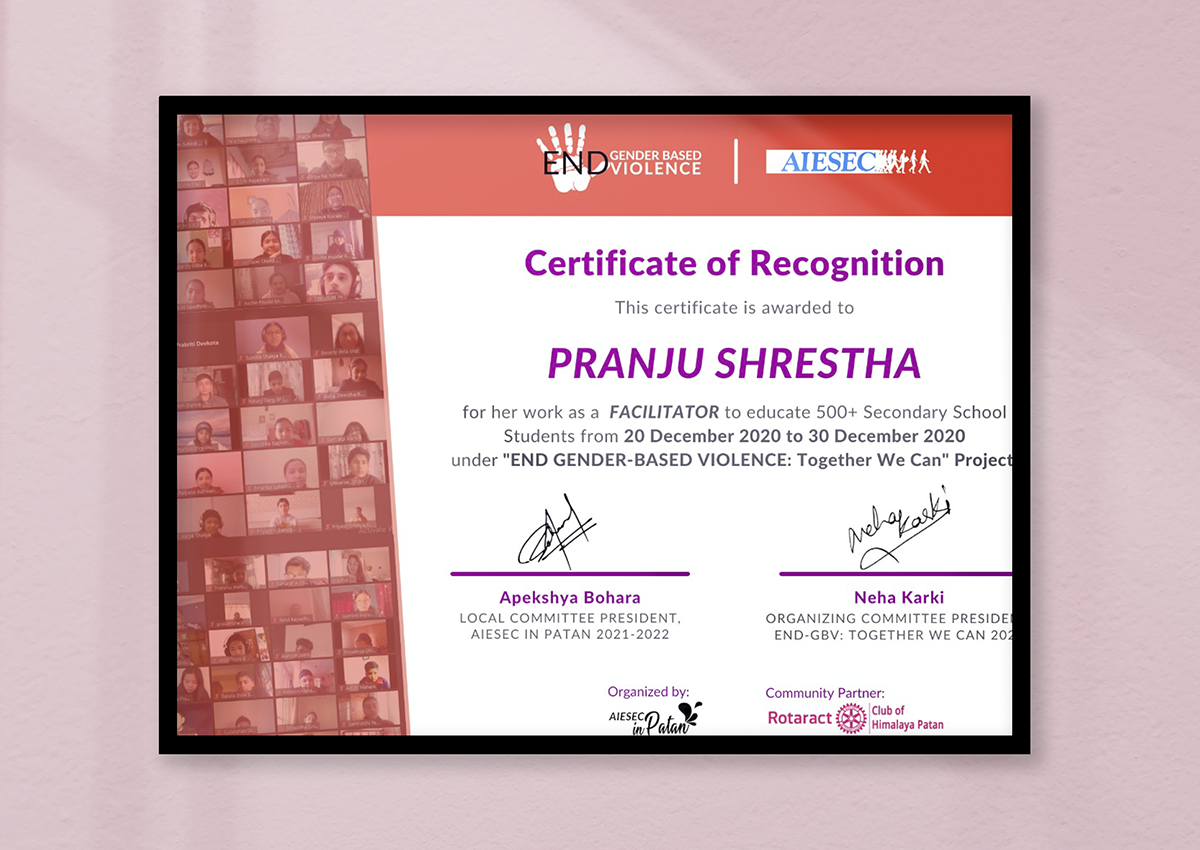 END GENDER BASED
VIOLENCE
AIESEC
Certificate of Recognition
This certificate is awarded to
PRANJU SHRESTHA
for her work as a FACILITATOR to educate 500+ Secondary School
Students from 20 December 2020 to 30 December 2020
under "END GENDER-BASED VIOLENCE: Together We Can" Project
Apekshya Bohara
LOCAL COMMITTEE PRESIDENT,
AIESEC IN PATAN 2021-2022
Neha Karki
Neha Karki
ORGANIZING COMMITTEE PRESIDEN
END-GBV: TOGETHER WE CAN 202
Organized by:
AIESEC
in Patan
Community Partner:
Rotaract Club of
Himalaya Patan
Prakriti Devkota